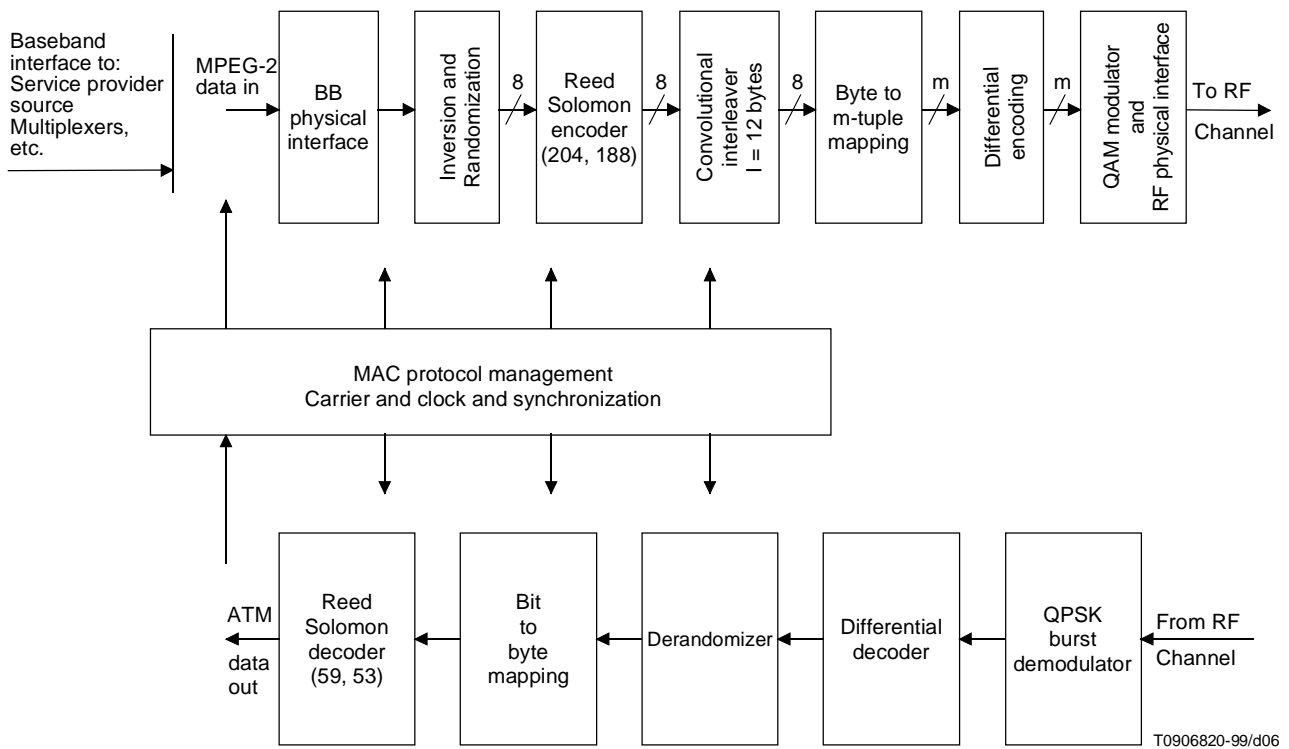 Baseband
interface to:
Service provider
source
Multiplexers,
etc.
MPEG-2
data in
BB
physical
interface
Inversion and
Randomization
8
Reed
Solomon
encoder
(204, 188)
8
Convolutional
interleaver
I = 12 bytes
8
Byte to
m-tuple
mapping
m
Differential
encoding
m
QAM modulator
and
RF physical interface
To RF
Channel
MAC protocol management
Carrier and clock and synchronization
ATM
data
out
Reed
Solomon
decoder
(59, 53)
Bit
to
byte
mapping
Derandomizer
Differential
decoder
QPSK
burst
demodulator
From RF
Channel
T0906820-99/d06